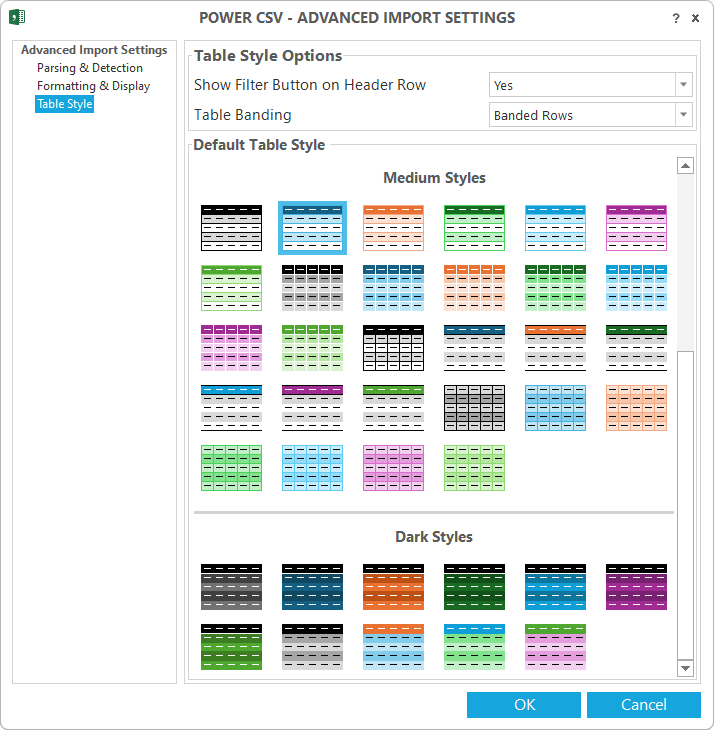 POWER CSV - ADVANCED IMPORT SETTINGS
?
x
Advanced Import Settings
Parsing & Detection
Formatting & Display
Table Style
Table Style Options
Show Filter Button on Header Row
Yes
Table Banding
Banded Rows
Default Table Style
Medium Styles
Dark Styles
OK
Cancel